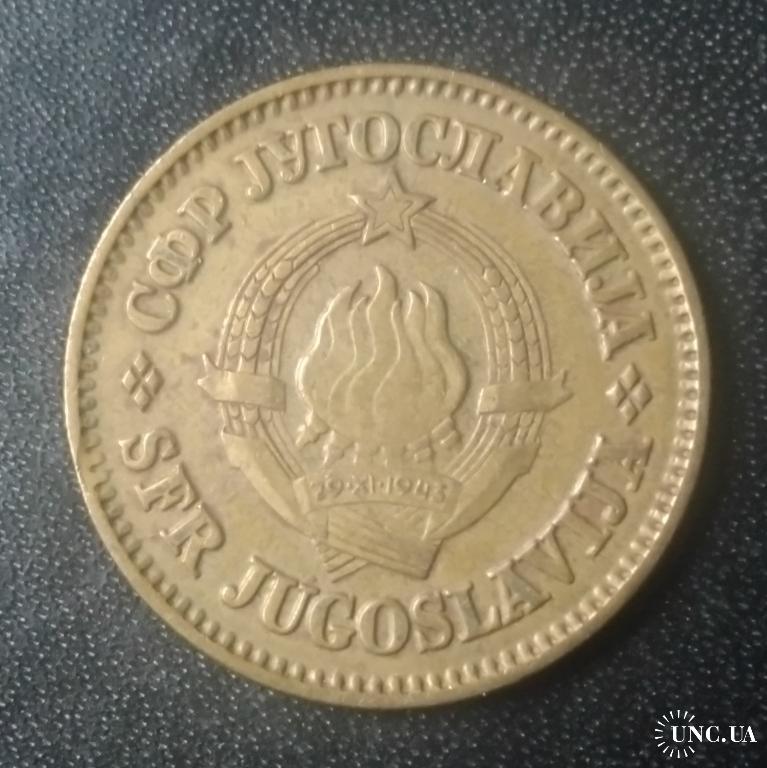 СФР ЈУГОСЛАВИЈА
29·XI·1943
SFR JUGOSLAVIJA
UNC.UA